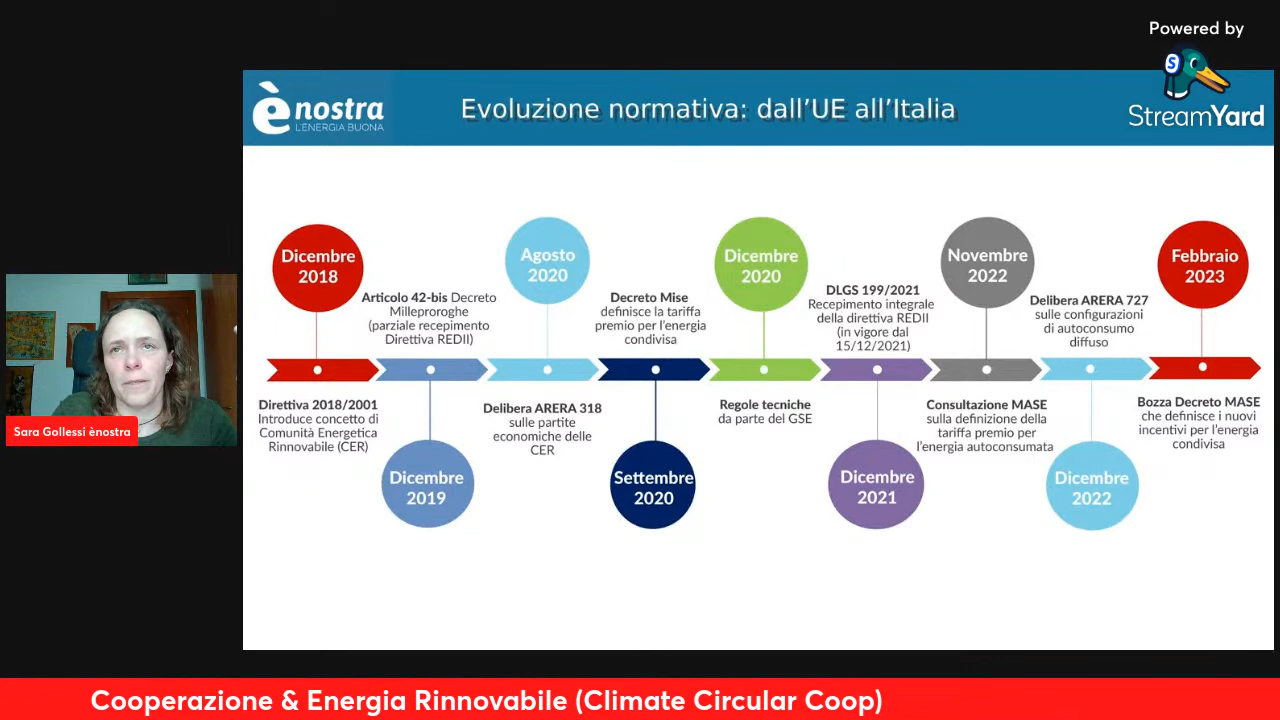 Powered by
StreamYard
è nostra
L'ENERGIA BUONA
Evoluzione normativa: dall'UE all'Italia
Dicembre
2018
Direttiva 2018/2001
Introduce concetto di
Comunità Energetica
Rinnovabile (CER)
Articolo 42-bis Decreto
Milleproroghe
(parziale recepimento
Direttiva REDII)
Dicembre
2019
Agosto
2020
Delibera ARERA 318
sulle partite
economiche delle
CER
Decreto Mise
definisce la tariffa
premio per l'energia
condivisa
Settembre
2020
Dicembre
2020
Regole tecniche
da parte del GSE
DLGS 199/2021
Recepimento integrale
della direttiva REDII
(in vigore dal
15/12/2021)
Dicembre
2021
Novembre
2022
Consultazione MASE
sulla definizione della
tariffa premio per
l'energia autoconsumata
Delibera ARERA 727
sulle configurazioni
di autoconsumo
diffuso
Dicembre
2022
Febbraio
2023
Bozza Decreto MASE
che definisce i nuovi
incentivi per l'energia
condivisa
Sara Gollessi ènostra
Cooperazione & Energia Rinnovabile (Climate Circular Coop)